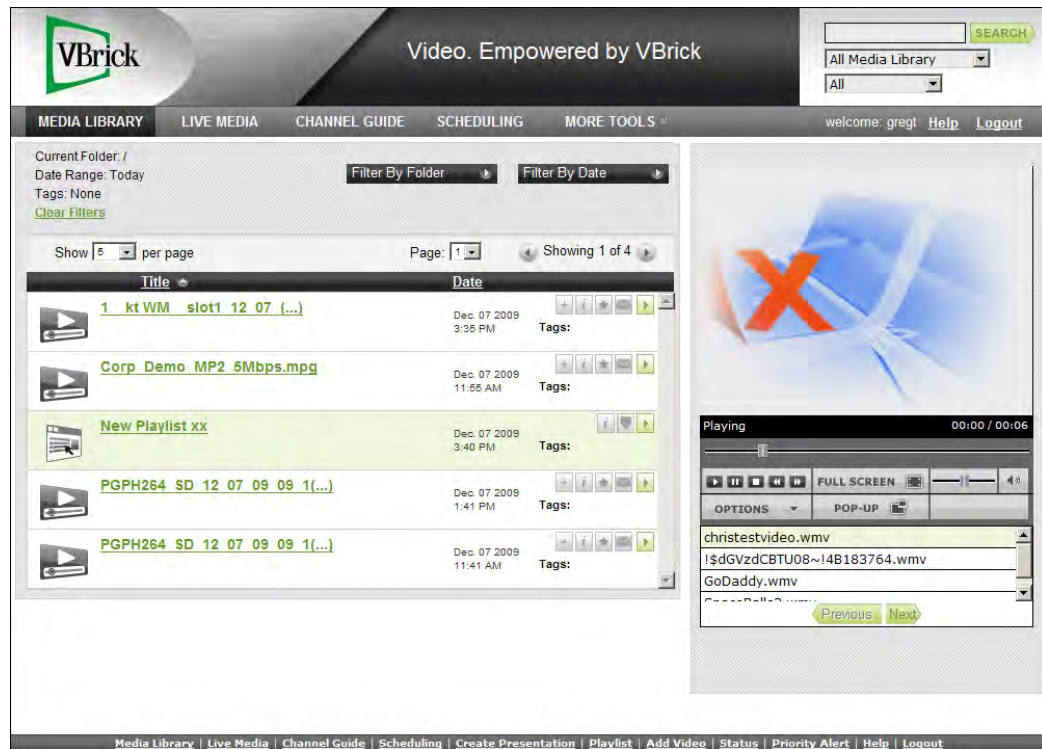 VBrick
Video. Empowered by VBrick
SEARCH
All Media Library
All
MEDIA LIBRARY LIVE MEDIA CHANNEL GUIDE SCHEDULING MORE TOOLS
welcome: gregt Help Logout
Current Folder: /
Date Range: Today
Tags: None
Clear Filters
Filter By Folder
Filter By Date
Show 5 per page
Page: 1
Showing 1 of 4
Title Date
1 kt WM slot1 12 07 (...)
Dec. 07 2009
3:35 PM
Tags:
Corp Demo MP2 5Mbps.mpg
Dec. 07 2009
11:55 AM
Tags:
New Playlist xx
Dec. 07 2009
3:40 PM
Tags:
PGPH264 SD 12 07 09 09 1(...)
Dec. 07 2009
1:41 PM
Tags:
PGPH264 SD 12 07 09 09 1(...)
Dec. 07 2009
11:41 AM
Tags:
Playing 00:00 / 00:06
FULL SCREEN
OPTIONS POP-UP
christestvideo.wmv
!$dGVzdCBTU08~!4B183764.wmv
GoDaddy.wmv
Previous Next
Media Library | Live Media | Channel Guide | Scheduling | Create Presentation | Playlist | Add Video | Status | Priority Alert | Help | Logout